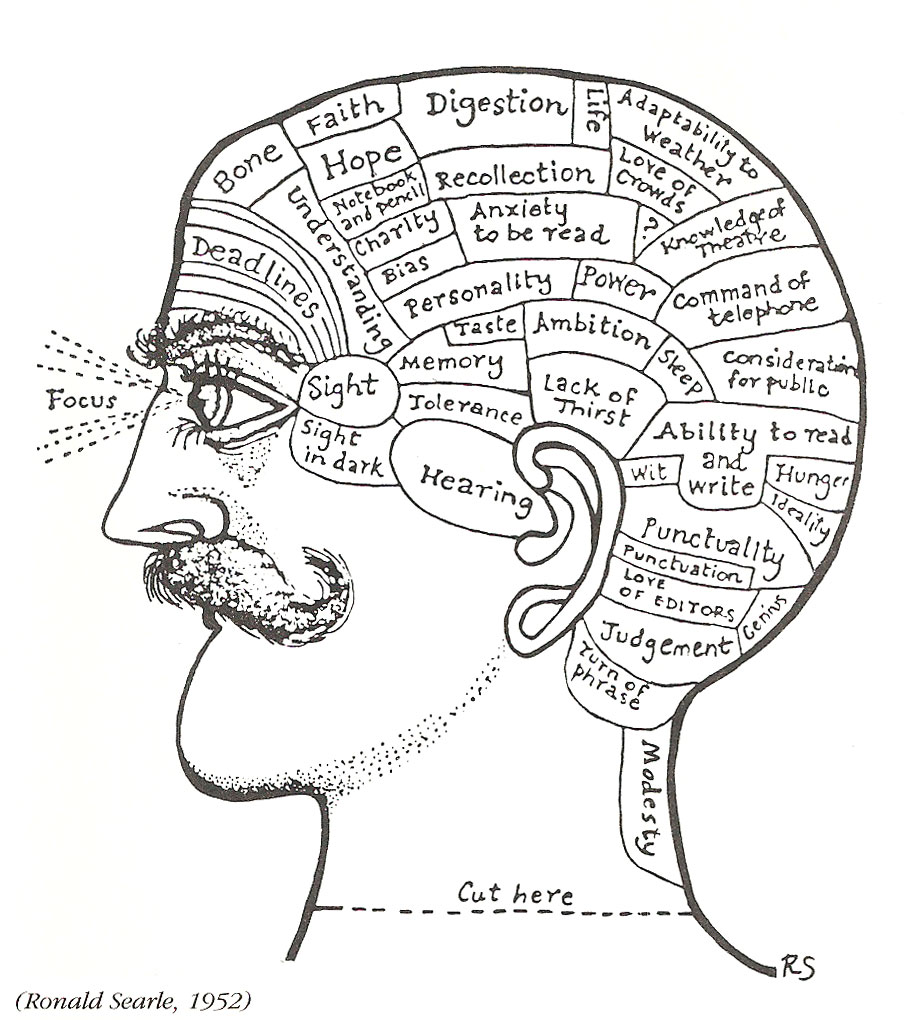 Faith
Digestion
Life
Adaptability to
Weather
Bone
Hope
Recollection
Love of
Crowds
Notebook
and pencil
Understanding
Charity
Anxiety
to be read
?
Knowledge of
Theatre
Deadlines
Bias
Personality
Power
Command of
telephone
Taste
Ambition
Sleep
Consideration
for public
Memory
Focus
Sight
Lack of
Thirst
Tolerance
Sight
in dark
Ability to read
and
write
Hearing
Wit
Hunger
Ideality
Punctuality
Punctuation
LOVE
OF EDITORS
Genius
Judgement
Turn of
phrase
Modesty
Cut here
RS
(Ronald Searle, 1952)